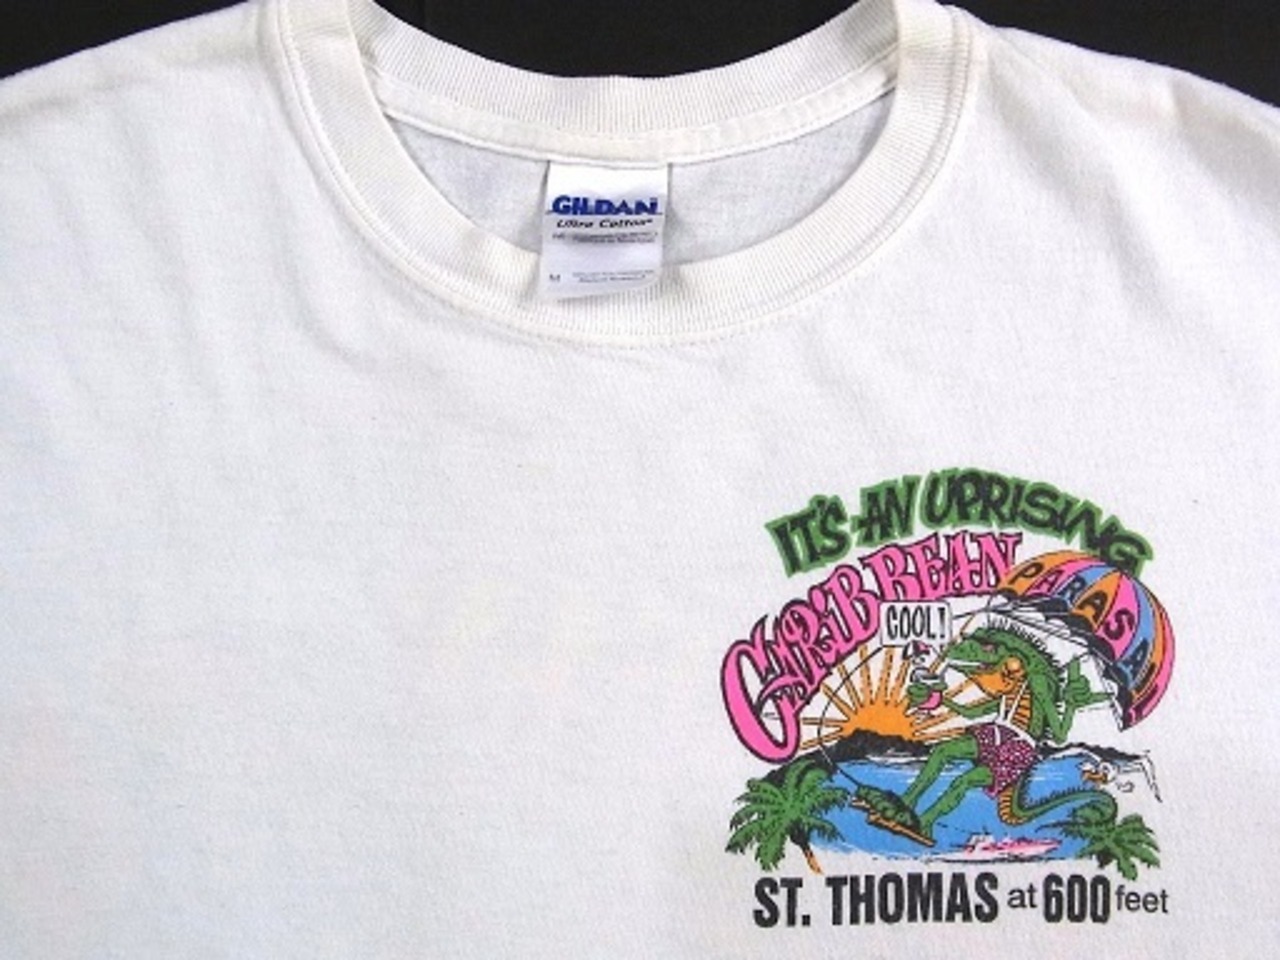 GILDAN
Ultra Cotton
M
IT'S AN UPRISING
CARIBBEAN
PARASAIL
COOL!
ST. THOMAS at 600 feet